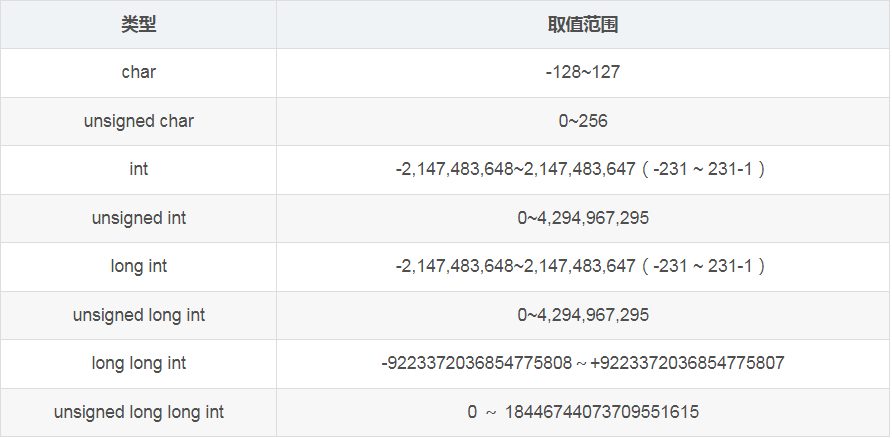 类型 取值范围
char -128~127
unsigned char 0~256
int -2,147,483,648~2,147,483,647（-231～231-1）
unsigned int 0~4,294,967,295
long int -2,147,483,648~2,147,483,647（-231～231-1）
unsigned long int 0~4,294,967,295
long long int -9223372036854775808～+9223372036854775807
unsigned long long int 0 ～ 18446744073709551615